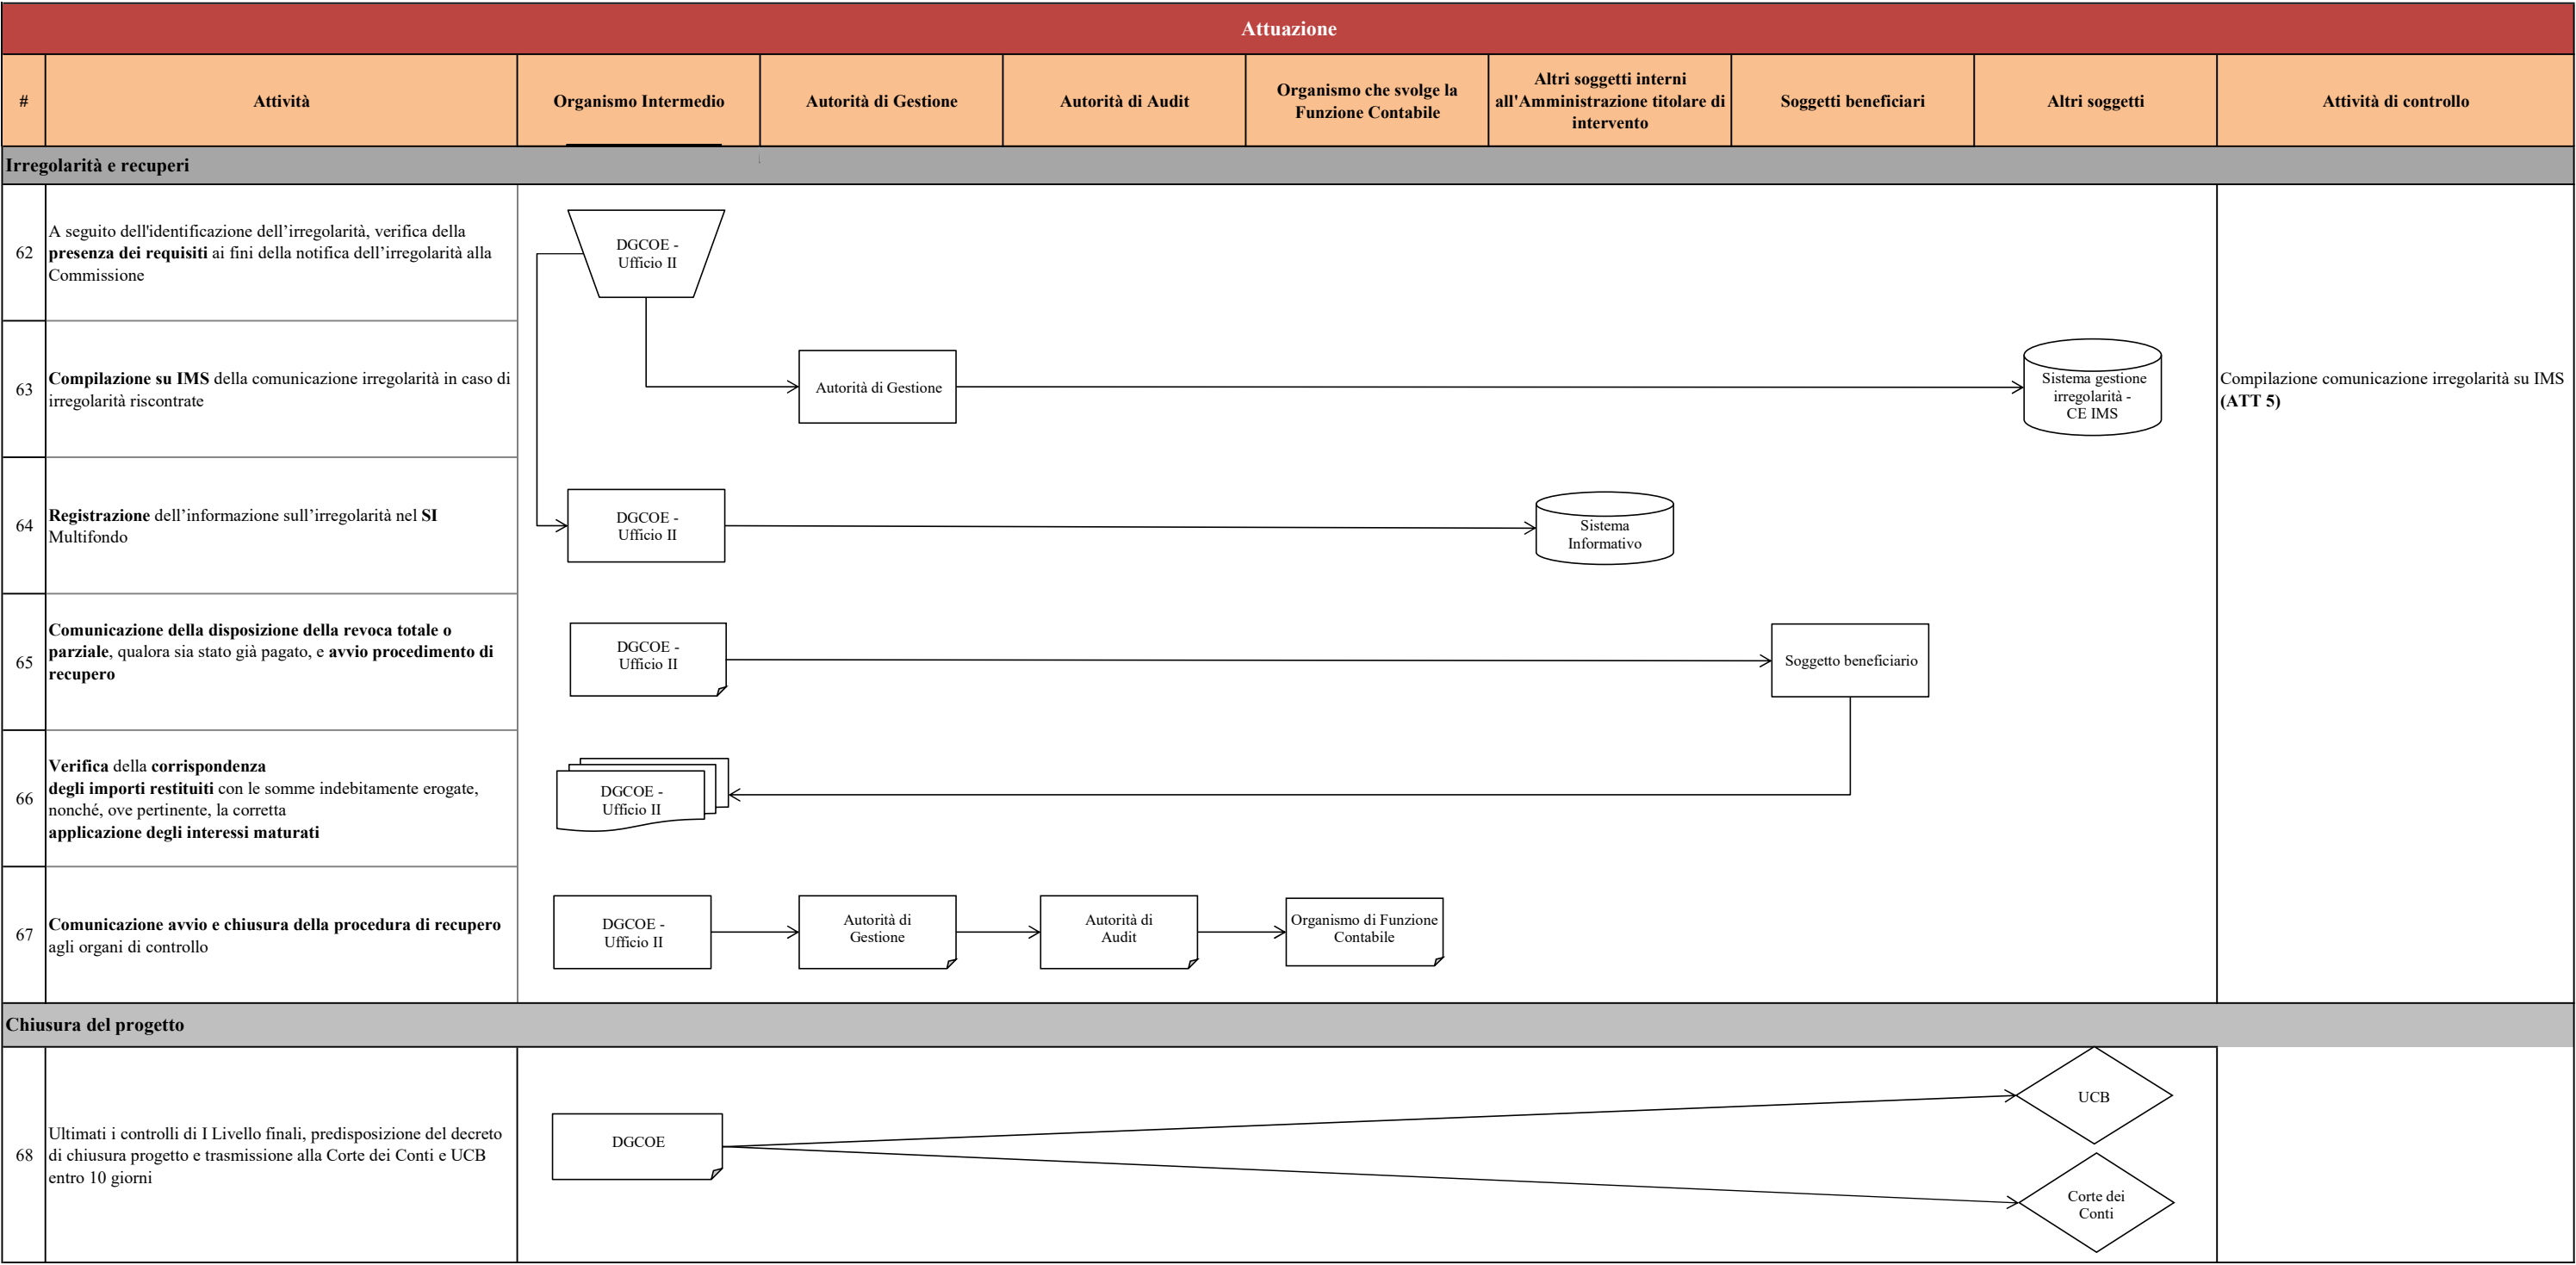 Attuazione
#
Attività
Organismo Intermedio
Autorità di Gestione
Autorità di Audit
Organismo che svolge la
Funzione Contabile
Altri soggetti interni
all'Amministrazione titolare di
intervento
Soggetti beneficiari
Altri soggetti
Attività di controllo
Irregolarità e recuperi
62
A seguito dell'identificazione dell’irregolarità, verifica della
presenza dei requisiti ai fini della notifica dell’irregolarità alla
Commissione
DGCOE -
Ufficio II
63
Compilazione su IMS della comunicazione irregolarità in caso di
irregolarità riscontrate
Autorità di Gestione
Sistema gestione
irregolarità -
CE IMS
Compilazione comunicazione irregolarità su IMS
(ATT 5)
64
Registrazione dell’informazione sull’irregolarità nel SI
Multifondo
DGCOE -
Ufficio II
Sistema
Informativo
65
Comunicazione della disposizione della revoca totale o
parziale, qualora sia stato già pagato, e avvio procedimento di
recupero
DGCOE -
Ufficio II
Soggetto beneficiario
66
Verifica della corrispondenza
degli importi restituiti con le somme indebitamente erogate,
nonché, ove pertinente, la corretta
applicazione degli interessi maturati
DGCOE -
Ufficio II
67
Comunicazione avvio e chiusura della procedura di recupero
agli organi di controllo
DGCOE -
Ufficio II
Autorità di
Gestione
Autorità di
Audit
Organismo di Funzione
Contabile
Chiusura del progetto
68
Ultimati i controlli di I Livello finali, predisposizione del decreto
di chiusura progetto e trasmissione alla Corte dei Conti e UCB
entro 10 giorni
DGCOE
UCB
Corte dei
Conti